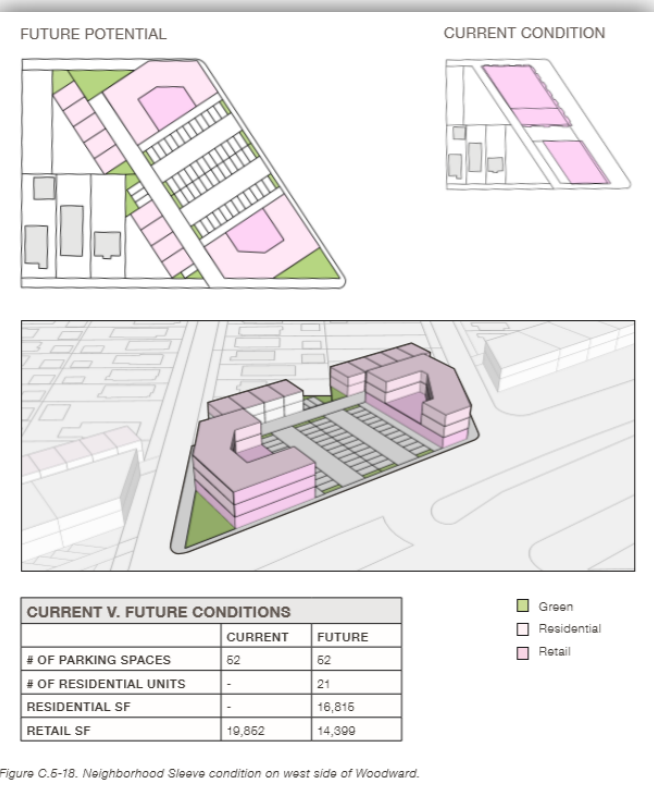 FUTURE POTENTIAL
CURRENT CONDITION
CURRENT V. FUTURE CONDITIONS
CURRENT FUTURE
# OF PARKING SPACES 52 52
# OF RESIDENTIAL UNITS - 21
RESIDENTIAL SF - 16,815
RETAIL SF 19,852 14,399
Green
Residential
Retail
Figure C.5-18. Neighborhood Sleeve condition on west side of Woodward.